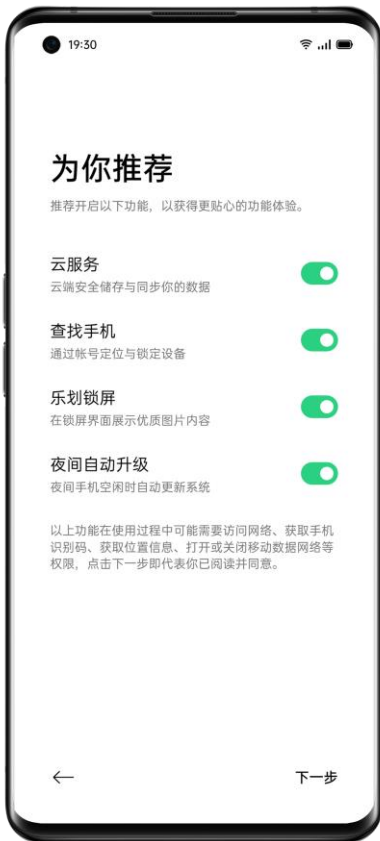 19:30
为你推荐
推荐开启以下功能，以获得更贴心的功能体验。
云服务
云端安全储存与同步你的数据
查找手机
通过帐号定位与锁定设备
乐划锁屏
在锁屏界面展示优质图片内容
夜间自动升级
夜间手机空闲时自动更新系统
以上功能在使用过程中可能需要访问网络、获取手机
识别码、获取位置信息、打开或关闭移动数据网络等
权限，点击下一步即代表你已阅读并同意。
下一步